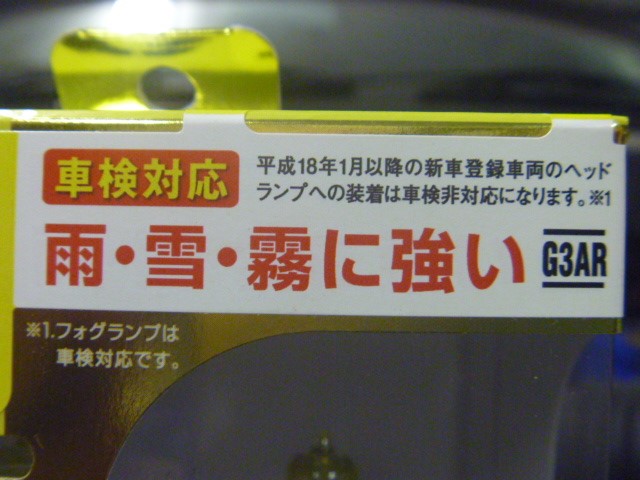 車検対応
平成18年1月以降の新車登録車両のヘッド
ランプへの装着は車検非対応になります。※1
雨・雪・霧に強い
G3AR
※1.フォグランプは
車検対応です。